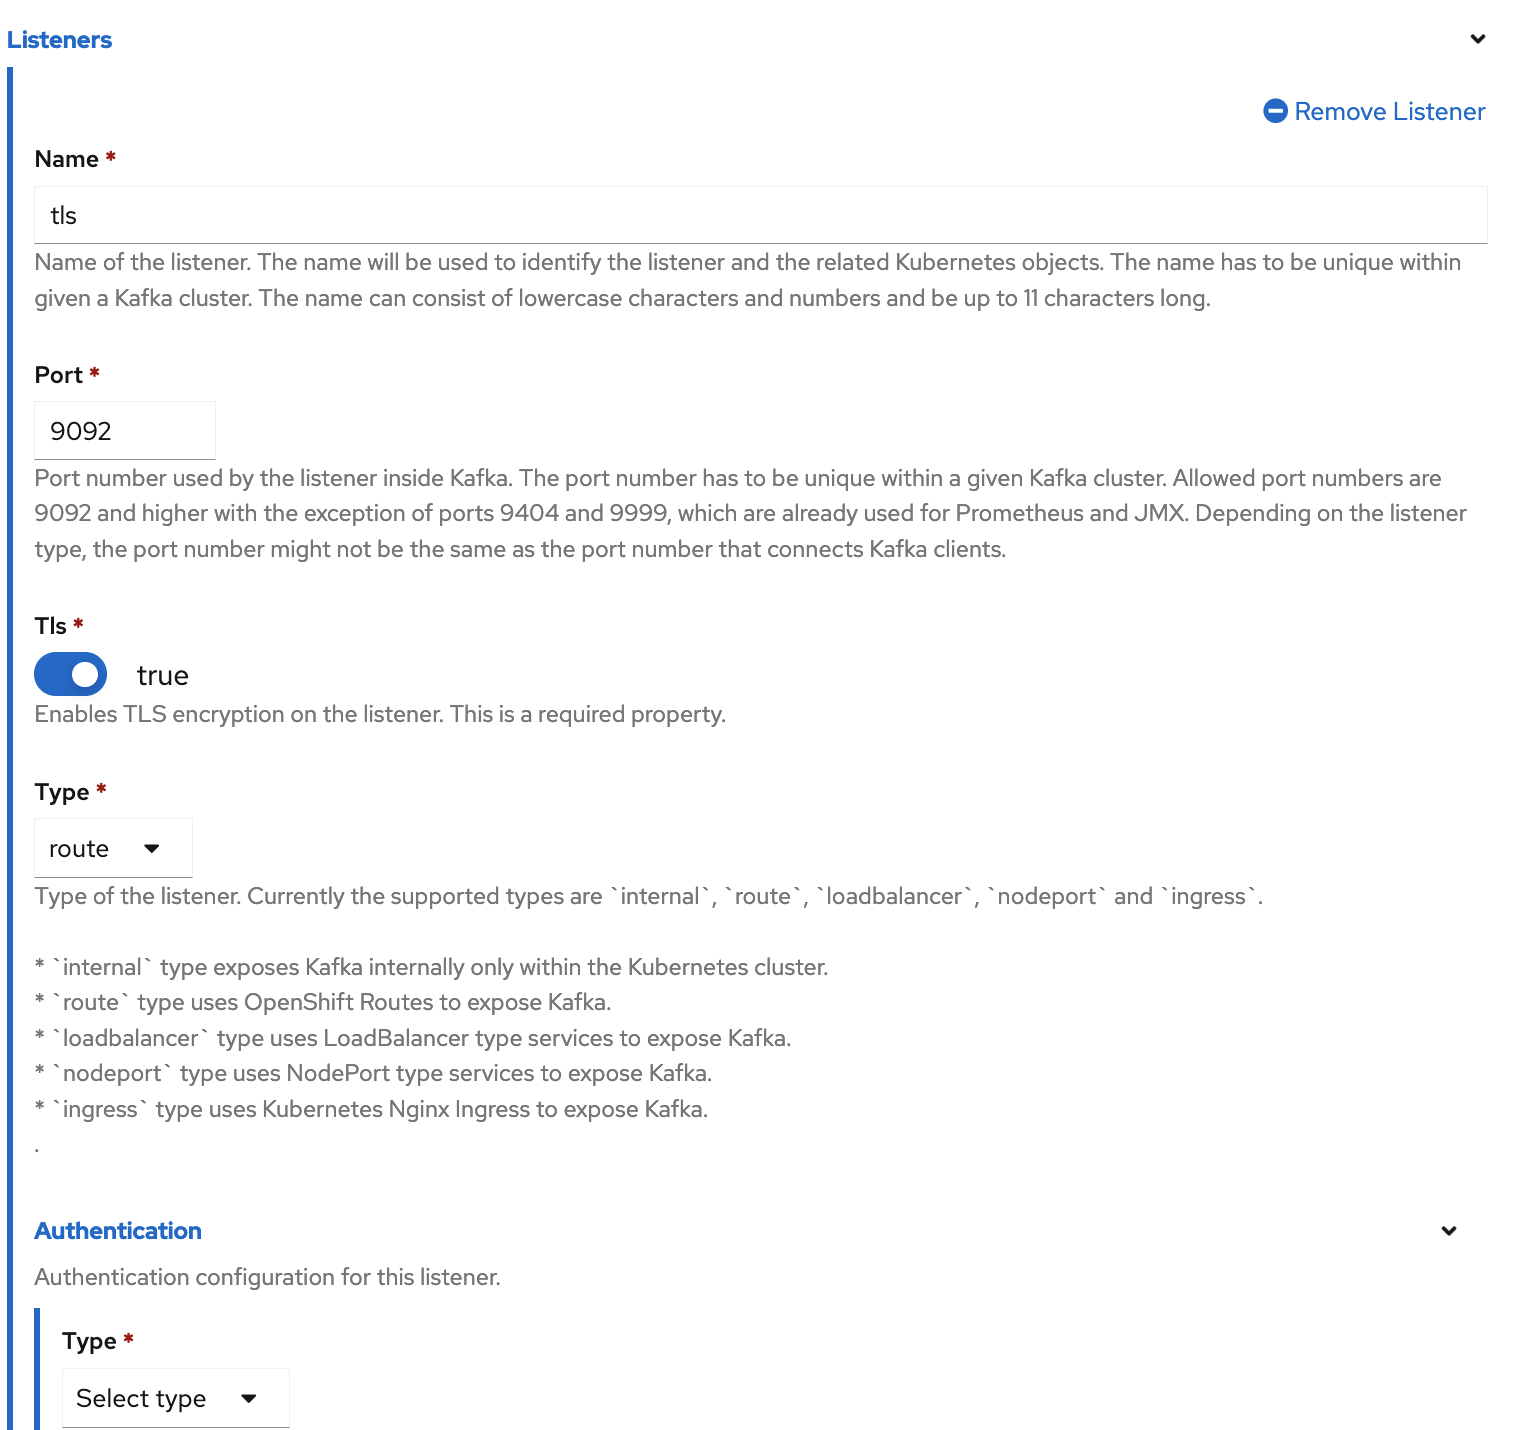 Listeners
Remove Listener
Name *
tls
Name of the listener. The name will be used to identify the listener and the related Kubernetes objects. The name has to be unique within
given a Kafka cluster. The name can consist of lowercase characters and numbers and be up to 11 characters long.
Port *
9092
Port number used by the listener inside Kafka. The port number has to be unique within a given Kafka cluster. Allowed port numbers are
9092 and higher with the exception of ports 9404 and 9999, which are already used for Prometheus and JMX. Depending on the listener
type, the port number might not be the same as the port number that connects Kafka clients.
Tls *
true
Enables TLS encryption on the listener. This is a required property.
Type *
route
Type of the listener. Currently the supported types are `internal`, `route`, `loadbalancer`, `nodeport` and `ingress`.
* `internal` type exposes Kafka internally only within the Kubernetes cluster.
* `route` type uses OpenShift Routes to expose Kafka.
* `loadbalancer` type uses LoadBalancer type services to expose Kafka.
* `nodeport` type uses NodePort type services to expose Kafka.
* `ingress` type uses Kubernetes Nginx Ingress to expose Kafka.
.
Authentication
Authentication configuration for this listener.
Type *
Select type